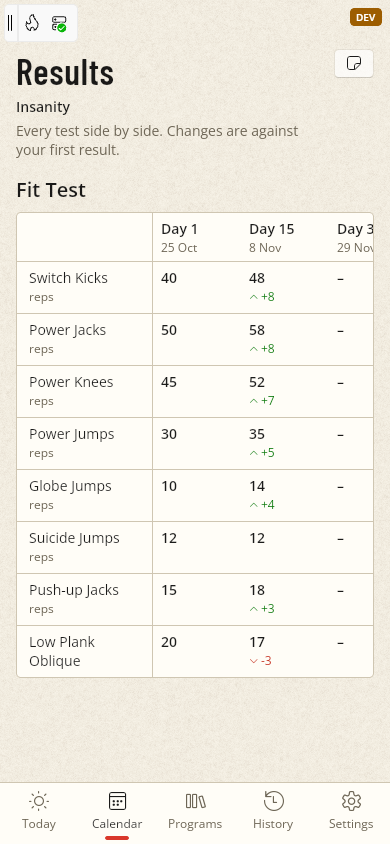 DEV
Results
Insanity
Every test side by side. Changes are against
your first result.
Fit Test
Day 1 Day 15 Day 3
25 Oct 8 Nov 29 Nov
Switch Kicks 40 48 –
reps +8
Power Jacks 50 58 –
reps +8
Power Knees 45 52 –
reps +7
Power Jumps 30 35 –
reps +5
Globe Jumps 10 14 –
reps +4
Suicide Jumps 12 12 –
reps
Push-up Jacks 15 18 –
reps +3
Low Plank 20 17 –
Oblique -3
Today Calendar Programs History Settings